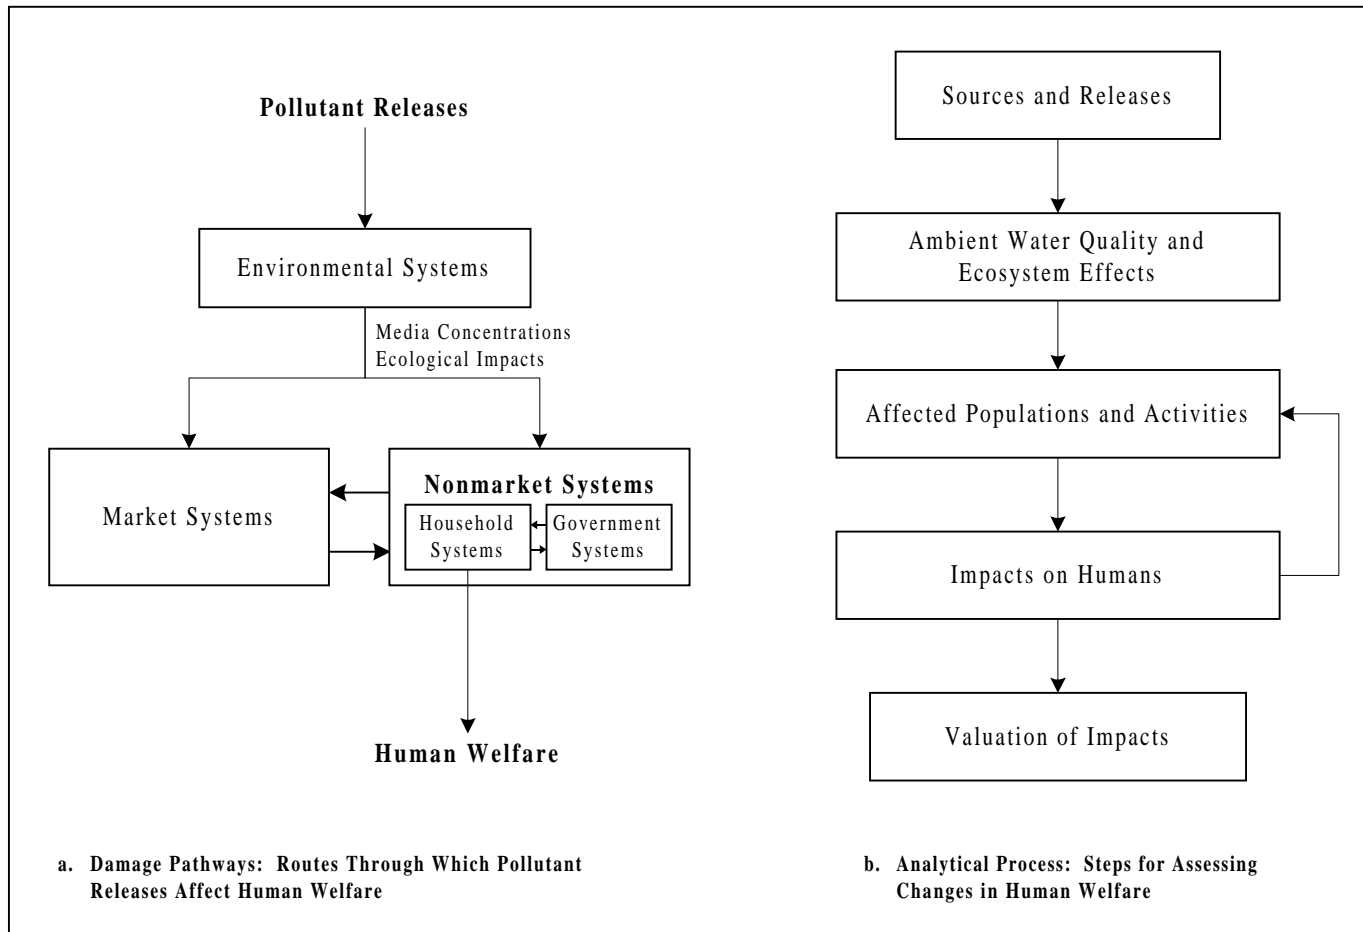 Pollutant Releases
Environmental Systems
Media Concentrations
Ecological Impacts
Market Systems
Nonmarket Systems
Household
Systems
Government
Systems
Human Welfare
a. Damage Pathways: Routes Through Which Pollutant
Releases Affect Human Welfare
Sources and Releases
Ambient Water Quality and
Ecosystem Effects
Affected Populations and Activities
Impacts on Humans
Valuation of Impacts
b. Analytical Process: Steps for Assessing
Changes in Human Welfare